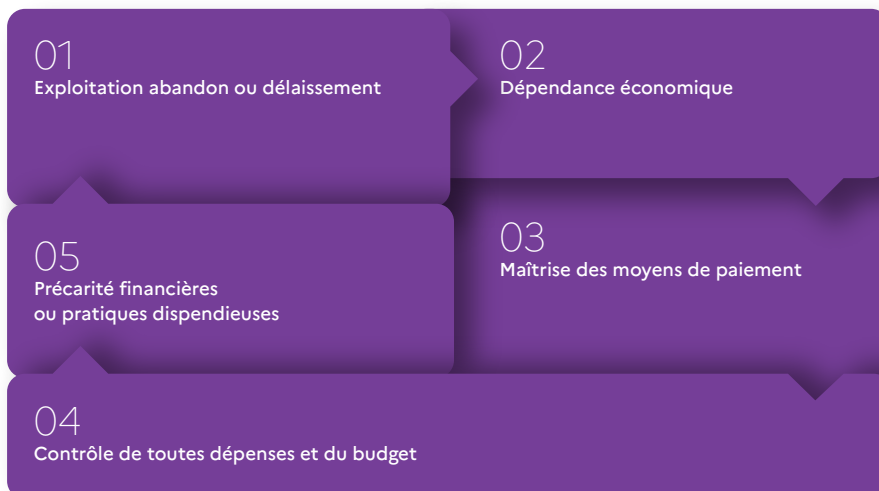 01
Exploitation abandon ou délaissement
02
Dépendance économique
03
Maîtrise des moyens de paiement
04
Contrôle de toutes dépenses et du budget
05
Précarité financières
ou pratiques dispendieuses